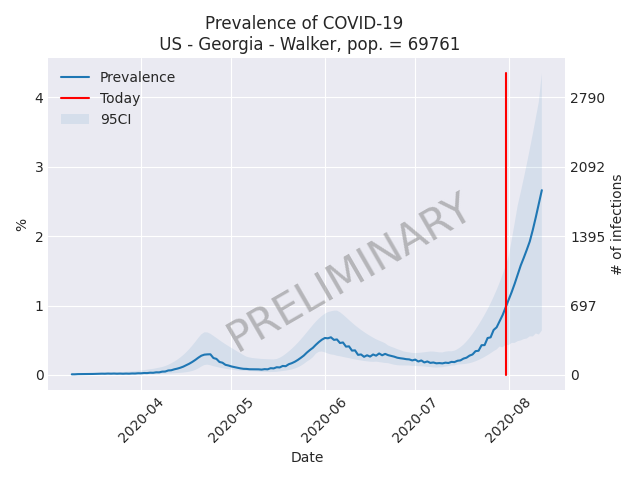 Prevalence of COVID-19
US - Georgia - Walker, pop. = 69761
Prevalence
Today
95CI
4
3
2
1
0
%
2790
2092
1395
697
0
# of infections
PRELIMINARY
2020-04
2020-05
2020-06
2020-07
2020-08
Date